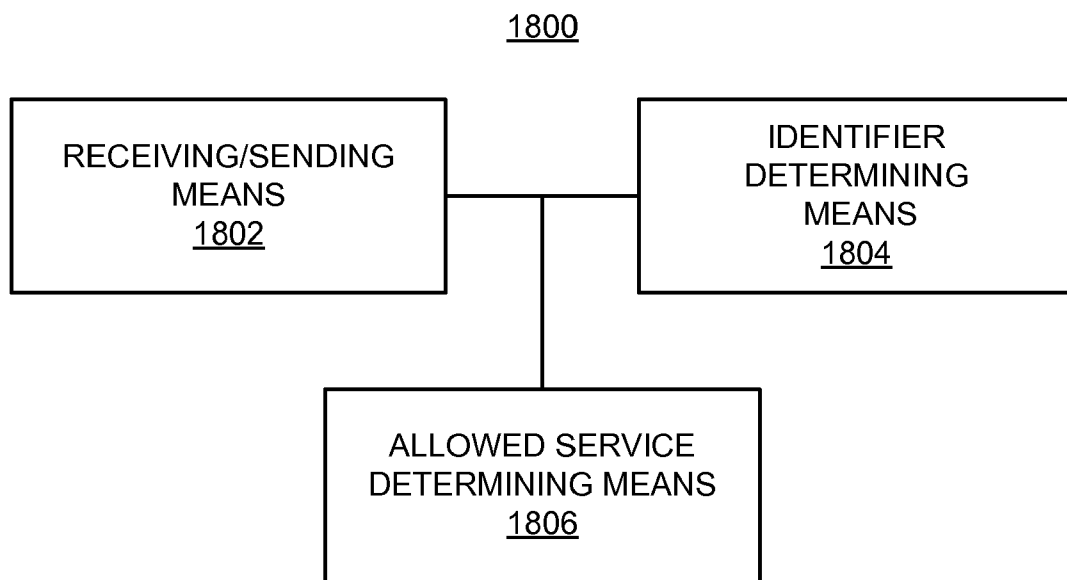 1800
RECEIVING/SENDING
MEANS
1802
IDENTIFIER
DETERMINING
MEANS
1804
ALLOWED SERVICE
DETERMINING MEANS
1806